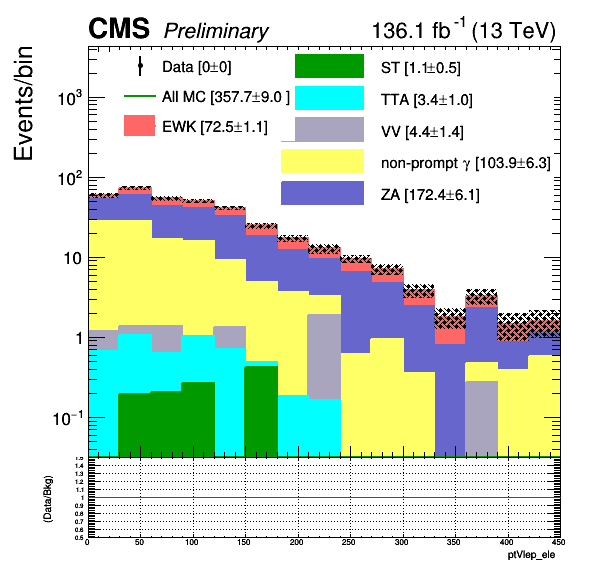 CMS Preliminary 136.1 fb⁻¹ (13 TeV)
Events/bin
Data [0±0]
All MC [357.7±9.0 ]
EWK [72.5±1.1]
ST [1.1±0.5]
TTA [3.4±1.0]
VV [4.4±1.4]
non-prompt γ [103.9±6.3]
ZA [172.4±6.1]
10³
10²
10
1
10⁻¹
(Data/Bkg)
1.5
1.4
1.3
1.2
1.1
1
0.9
0.8
0.7
0.6
0.5
0 50 100 150 200 250 300 350 400 450
ptVlep_ele